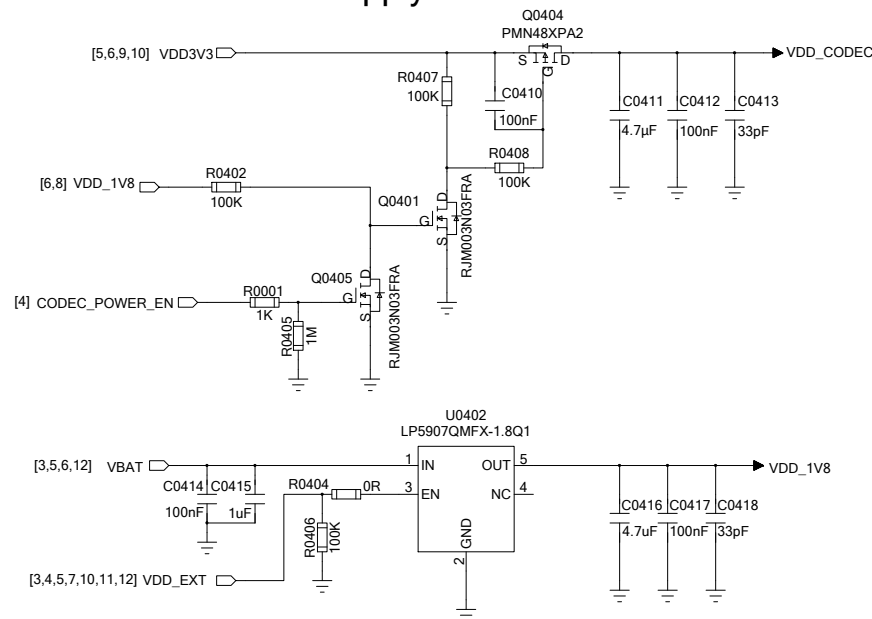 pply
Q0404
PMN48XPA2
[5,6,9,10] VDD3V3
S G D
VDD_CODEC
R0407
100K
C0410
100nF
C0411
4.7μF
C0412
100nF
C0413
33pF
R0408
100K
[6,8] VDD_1V8
R0402
100K
Q0401
G D S
RJM003N03FRA
Q0405
G D S
RJM003N03FRA
[4] CODEC_POWER_EN
R0001
1K
R0405
1M
U0402
LP5907QMFX-1.8Q1
[3,5,6,12] VBAT
1 IN
OUT 5
VDD_1V8
C0414
100nF
C0415
1uF
R0404 0R
3 EN
NC 4
GND
2
R0406
100K
C0416
4.7uF
C0417
100nF
C0418
33pF
[3,4,5,7,10,11,12] VDD_EXT